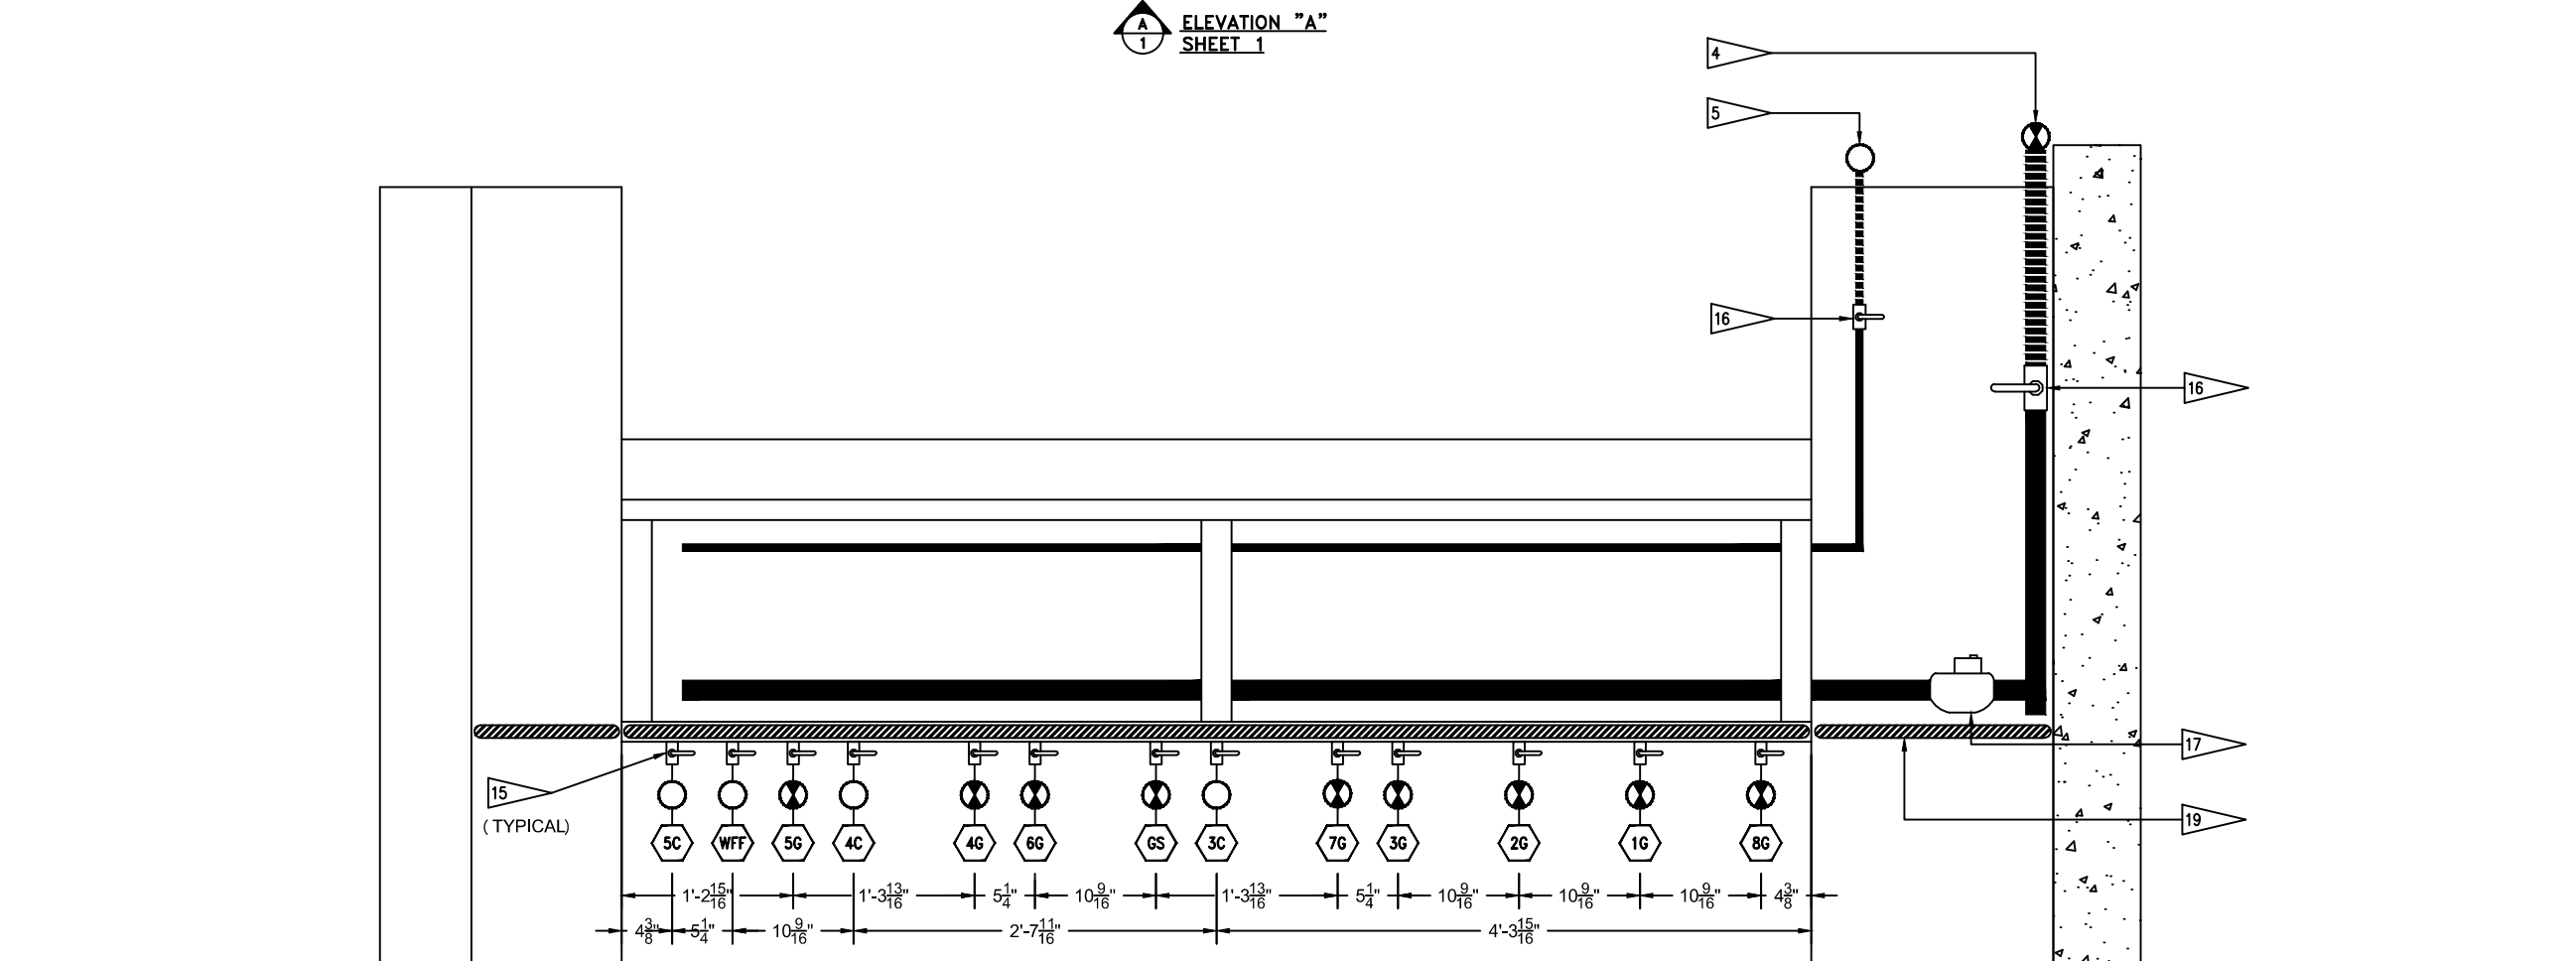 A
1
ELEVATION "A"
SHEET 1
4
5
16
16
17
15
19
( TYPICAL)
5C WFF 5G 4C 4G 6G GS 3C 7G 3G 2G 1G 8G
1'-2 15/16" 1'-3 13/16" 5 1/4" 10 9/16" 1'-3 13/16" 5 1/4" 10 9/16" 10 9/16" 10 9/16" 4 3/8"
4 3/8" 5 1/4" 10 9/16" 2'-7 11/16" 4'-3 15/16"